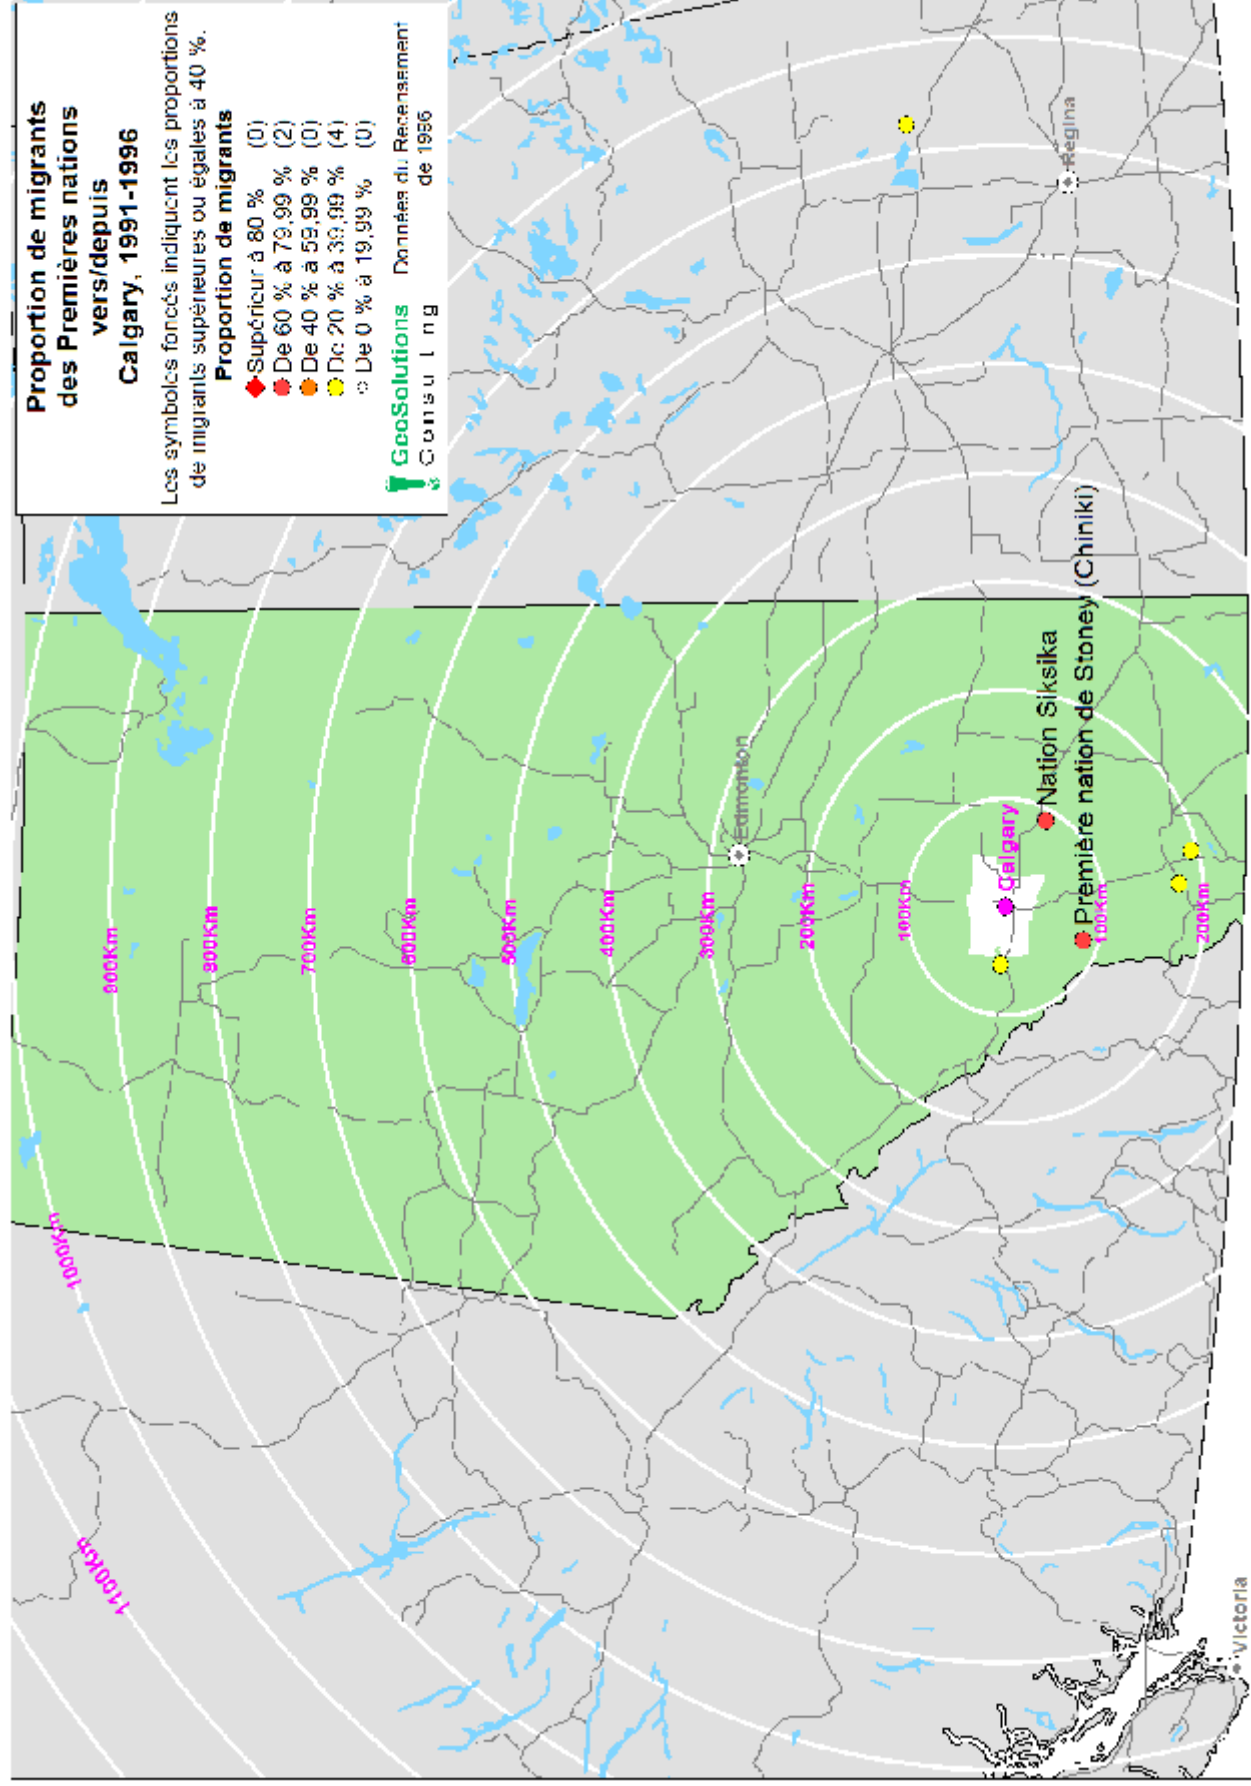 Proportion de migrants
des Premières nations
vers/depuis
Calgary, 1991-1996
Les symboles foncés indiquent les proportions
de migrants supérieures ou égales à 40 %.
Proportion de migrants
Supérieur à 80 % (0)
De 60 % à 79,99 % (2)
De 40 % à 59,99 % (0)
De 20 % à 39,99 % (4)
De 0 % à 19,99 % (0)
GeoSolutions
Consulting
Données du Recensement
de 1996
1100Km
1000Km
900Km
800Km
700Km
600Km
500Km
400Km
300Km
200Km
100Km
Edmonton
Calgary
Nation Siksika
Première nation de Stoney (Chiniki)
100Km
200Km
Regina
Victoria